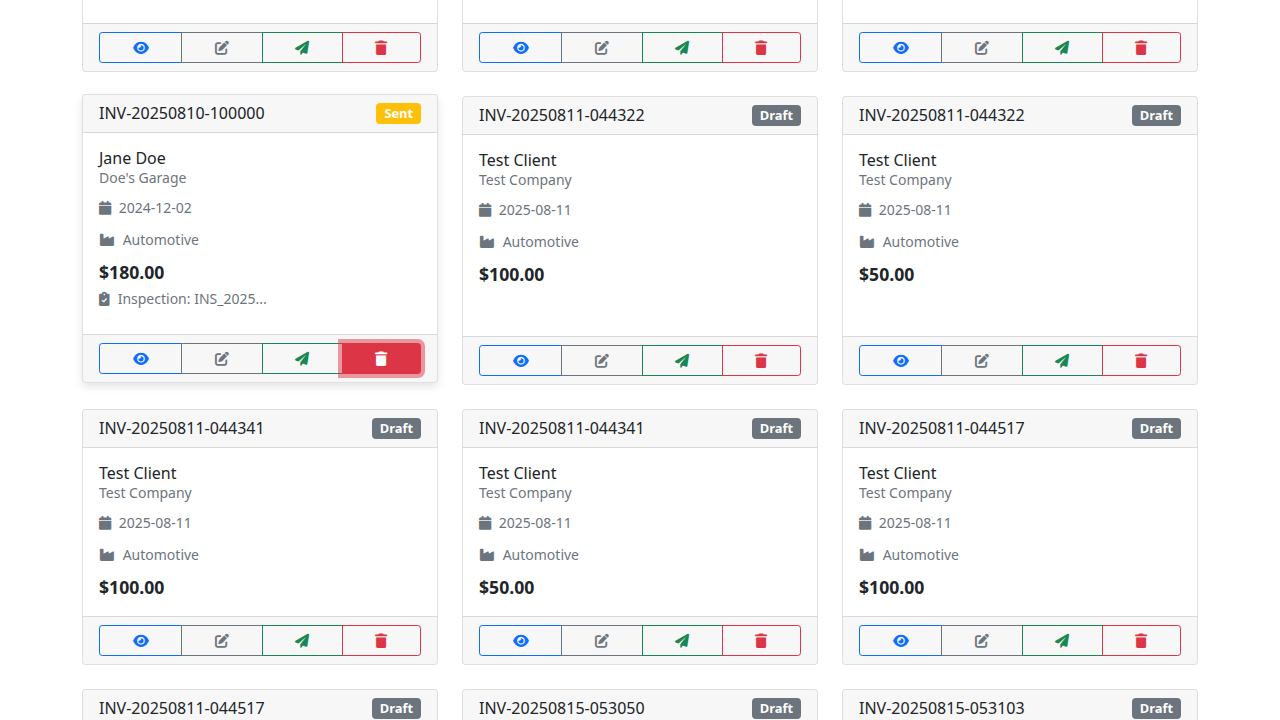 INV-20250810-100000 Sent
Jane Doe
Doe's Garage
2024-12-02
Automotive
$180.00
Inspection: INS_2025...
INV-20250811-044322 Draft
Test Client
Test Company
2025-08-11
Automotive
$100.00
INV-20250811-044322 Draft
Test Client
Test Company
2025-08-11
Automotive
$50.00
INV-20250811-044341 Draft
Test Client
Test Company
2025-08-11
Automotive
$100.00
INV-20250811-044341 Draft
Test Client
Test Company
2025-08-11
Automotive
$50.00
INV-20250811-044517 Draft
Test Client
Test Company
2025-08-11
Automotive
$100.00
INV-20250811-044517 Draft
INV-20250815-053050 Draft
INV-20250815-053103 Draft